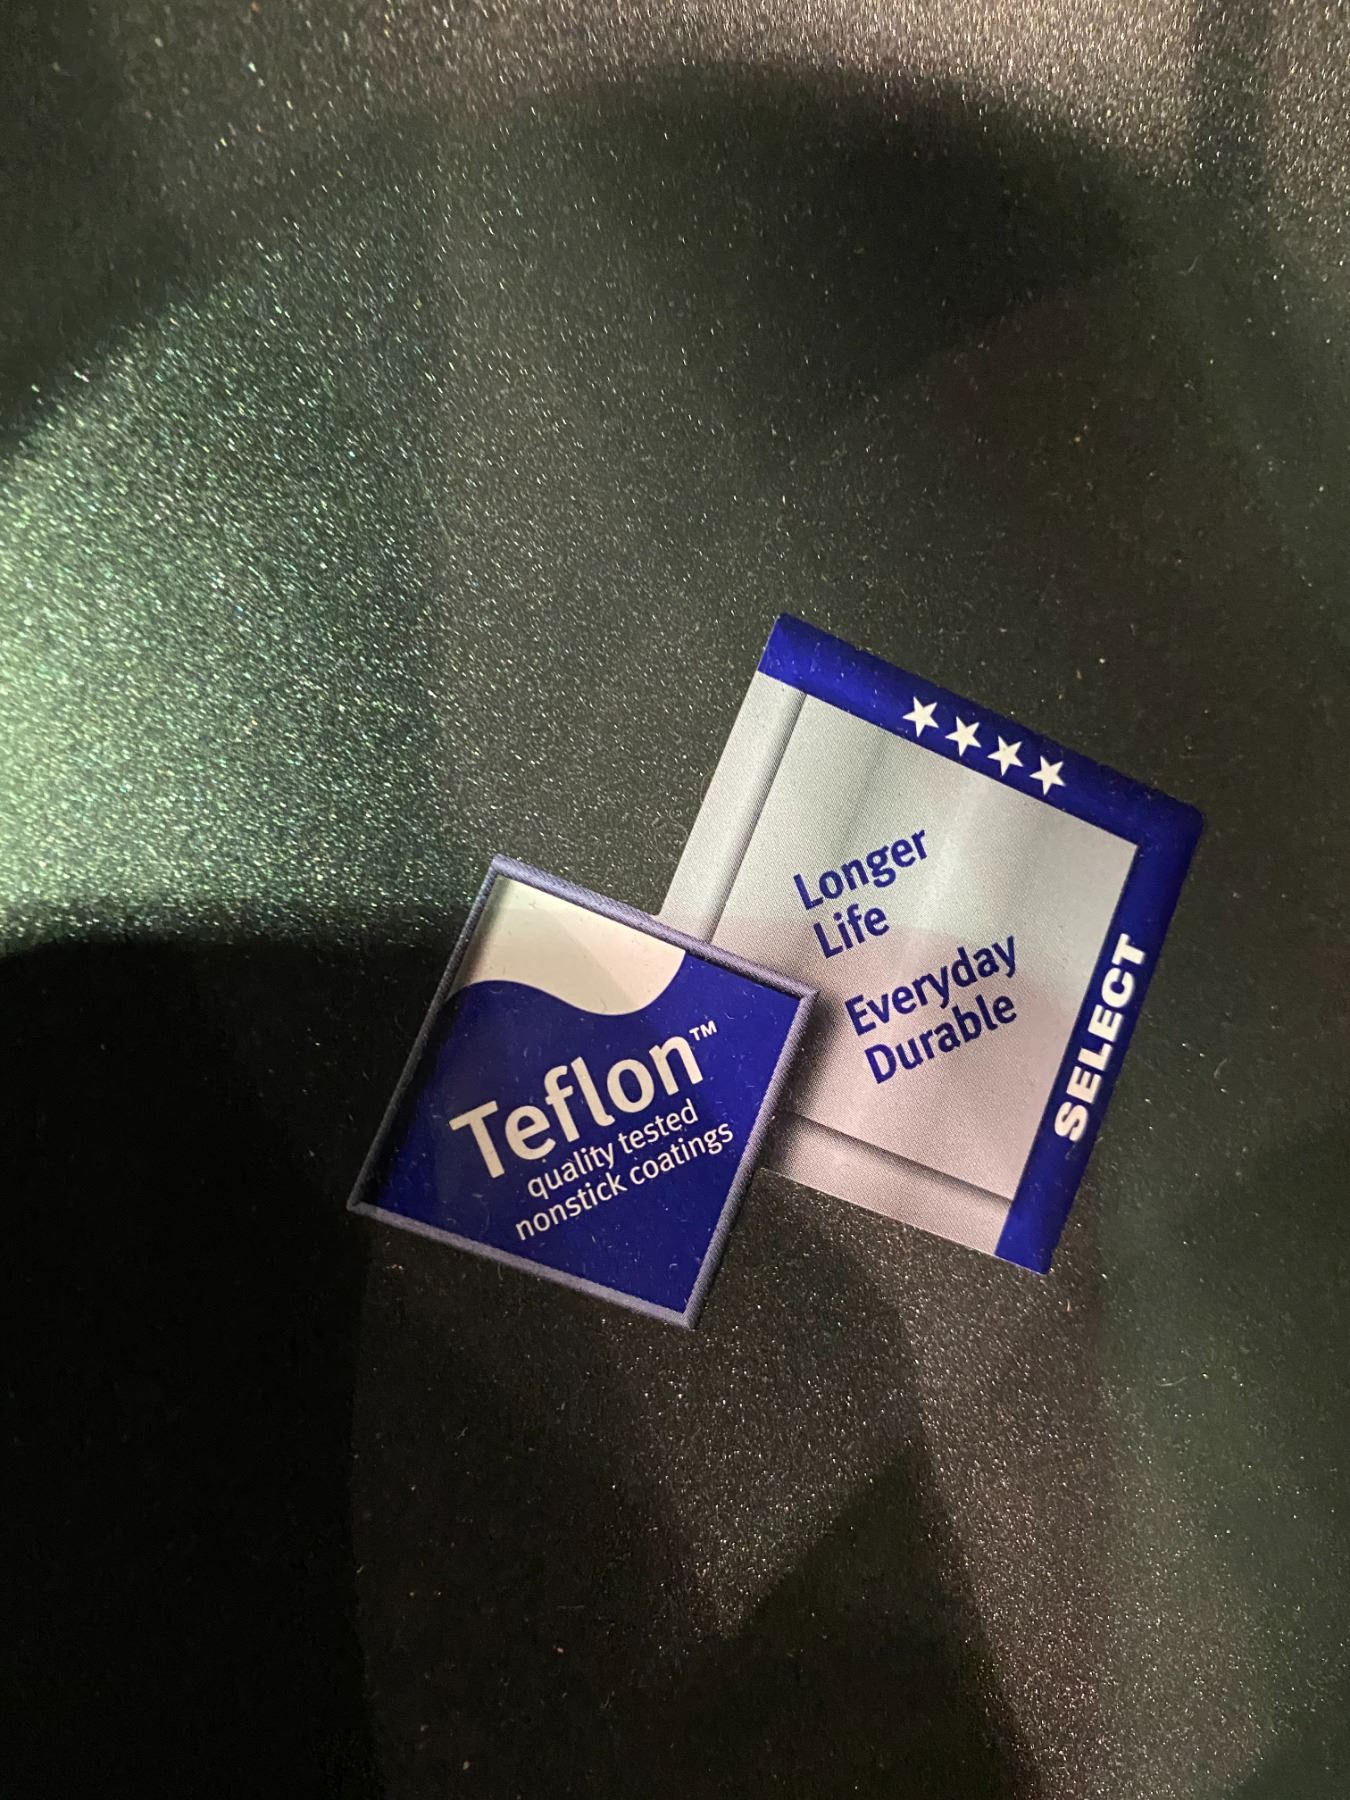 ★★★★
Longer
Life
Everyday
Durable
SELECT
Teflon™
quality tested
nonstick coatings